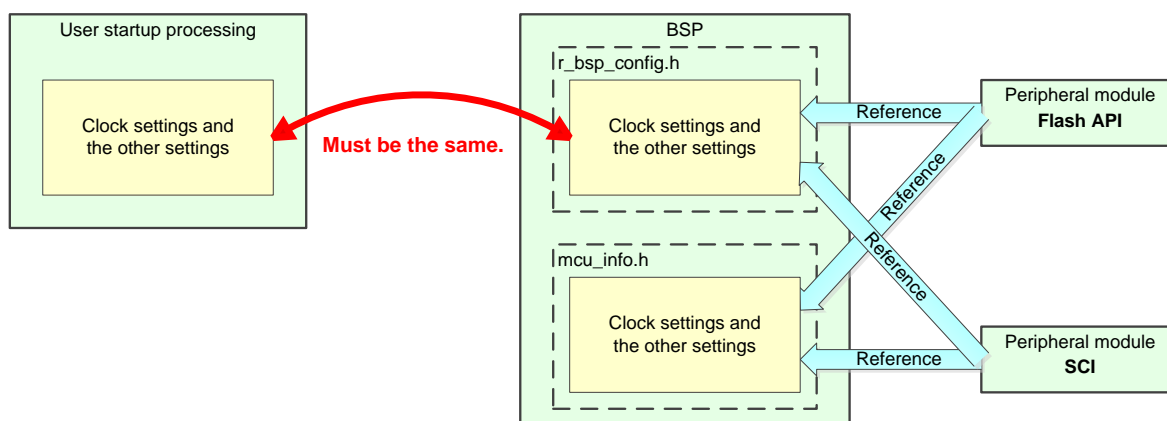 User startup processing
Clock settings and
the other settings
Must be the same.
BSP
r_bsp_config.h
Clock settings and
the other settings
mcu_info.h
Clock settings and
the other settings
Reference
Reference
Reference
Reference
Peripheral module
Flash API
Peripheral module
SCI